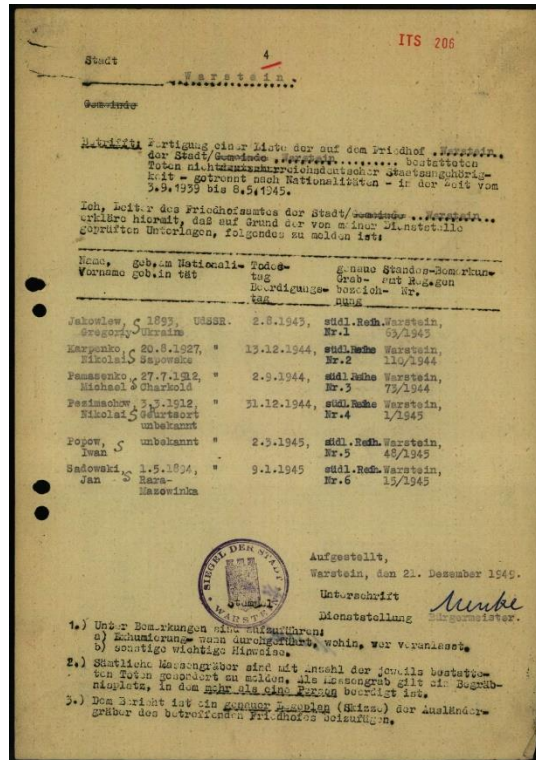 ITS 206
4
Stadt
Warstein.
Gemeinde
Betrifft: Fertigung einer Liste der auf dem Friedhof Warstein
der Stadt/Gemeinde Warstein bestatteten
Toten nichtdeutscher reichsdeutscher Staatsangehörig-
keit - getrennt nach Nationalitäten - in der Zeit vom
3.9.1939 bis 8.5.1945.
Ich, Leiter des Friedhofsamtes der Stadt/Gemeinde Warstein
erkläre hiermit, daß auf Grund der von meiner Dienststelle
geprüften Unterlagen, folgendes zu melden ist:
Name, geb.am Nationali- Todes- genaue Standes-Bemerkun-
Vorname geb.in tät tag Grab- amt Reg. gen
Beerdigungs- bezeich- Nr.
tag nung
Jakowlew, S 1893, UdSSR. 2.8.1943, südl.Reih. Warstein,
Gregory Ukraine Nr.1 63/1943
Karpenko, 20.8.1927, " 13.12.1944, südl.Reihe Warstein,
Nikolai S Sapowske Nr.2 110/1944
Pamasenko, 27.7.1912, " 2.9.1944, südl.Reihe Warstein,
Michael S Charkold Nr.3 73/1944
Pesimachow, 3.3.1912, " 31.12.1944, südl.Reihe Warstein,
Nikolai S Geburtsort Nr.4 1/1945
unbekannt
Popow, S unbekannt " 2.3.1945, südl.Reih. Warstein,
Iwan Nr.5 48/1945
Sadowski, 1.5.1894, " 9.1.1945 südl.Reih. Warstein,
Jan S Rara- Nr.6 15/1945
Mazowinka
Aufgestellt,
Warstein, den 21. Dezember 1949.
SIEGEL DER STADT
WARSTEIN
Stempel
Unterschrift
Dienststellung Bürgermeister.
1.) Unter Bemerkungen sind aufzuführen:
a) Exhumierung- wann durchgeführt, wohin, wer veranlasst.
b) sonstige wichtige Hinweise.
2.) Sämtliche Massengräber sind mit Anzahl der jeweils bestatte-
ten Toten gesondert zu melden. Als Massengrab gilt ein Begräb-
nisplatz, in dem mehr als eine Person beerdigt ist.
3.) Dem Bericht ist ein genauer Lageplan (Skizze) der Ausländer-
gräber des betreffenden Friedhofes beizufügen.